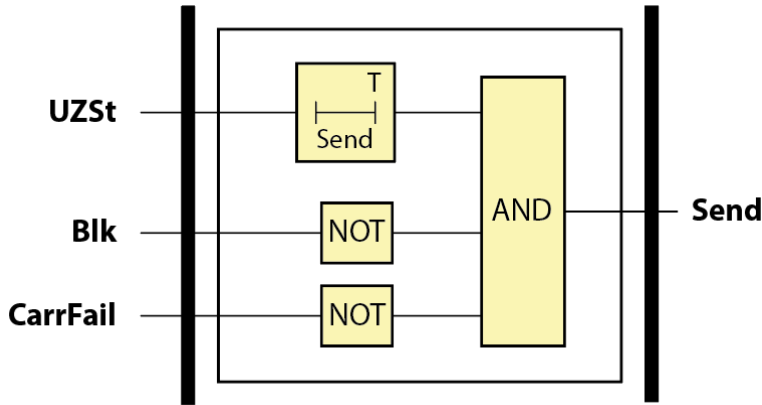 T
UZSt
Send
Blk
NOT
AND
Send
CarrFail
NOT